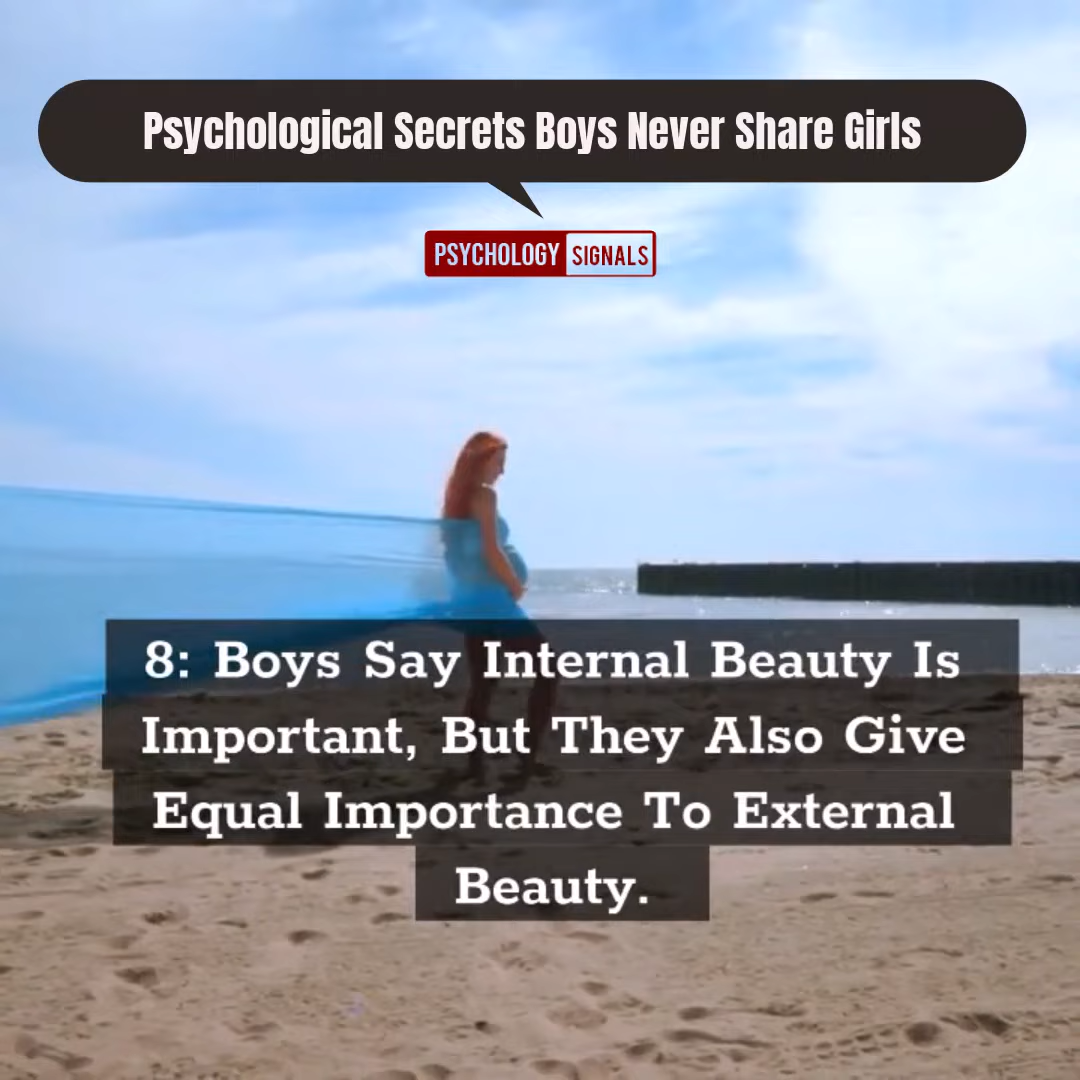 Psychological Secrets Boys Never Share Girls
PSYCHOLOGY SIGNALS
8: Boys Say Internal Beauty Is
Important, But They Also Give
Equal Importance To External
Beauty.